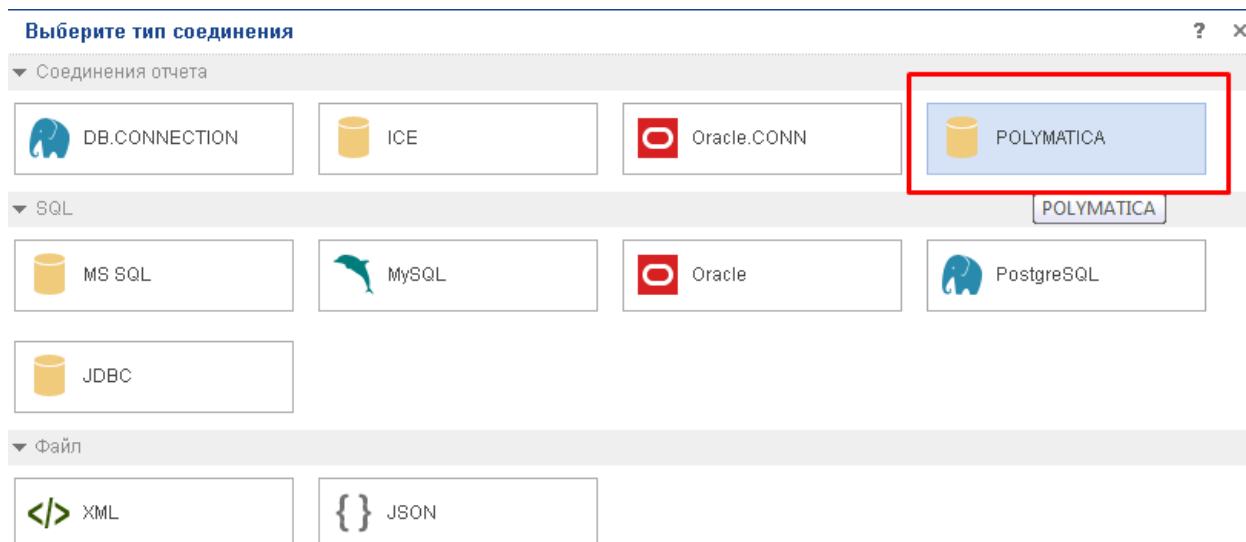 Выберите тип соединения ? ×
Соединения отчета
DB.CONNECTION ICE Oracle.CONN POLYMATICA
SQL POLYMATICA
MS SQL MySQL Oracle PostgreSQL
JDBC
Файл
</> XML { } JSON